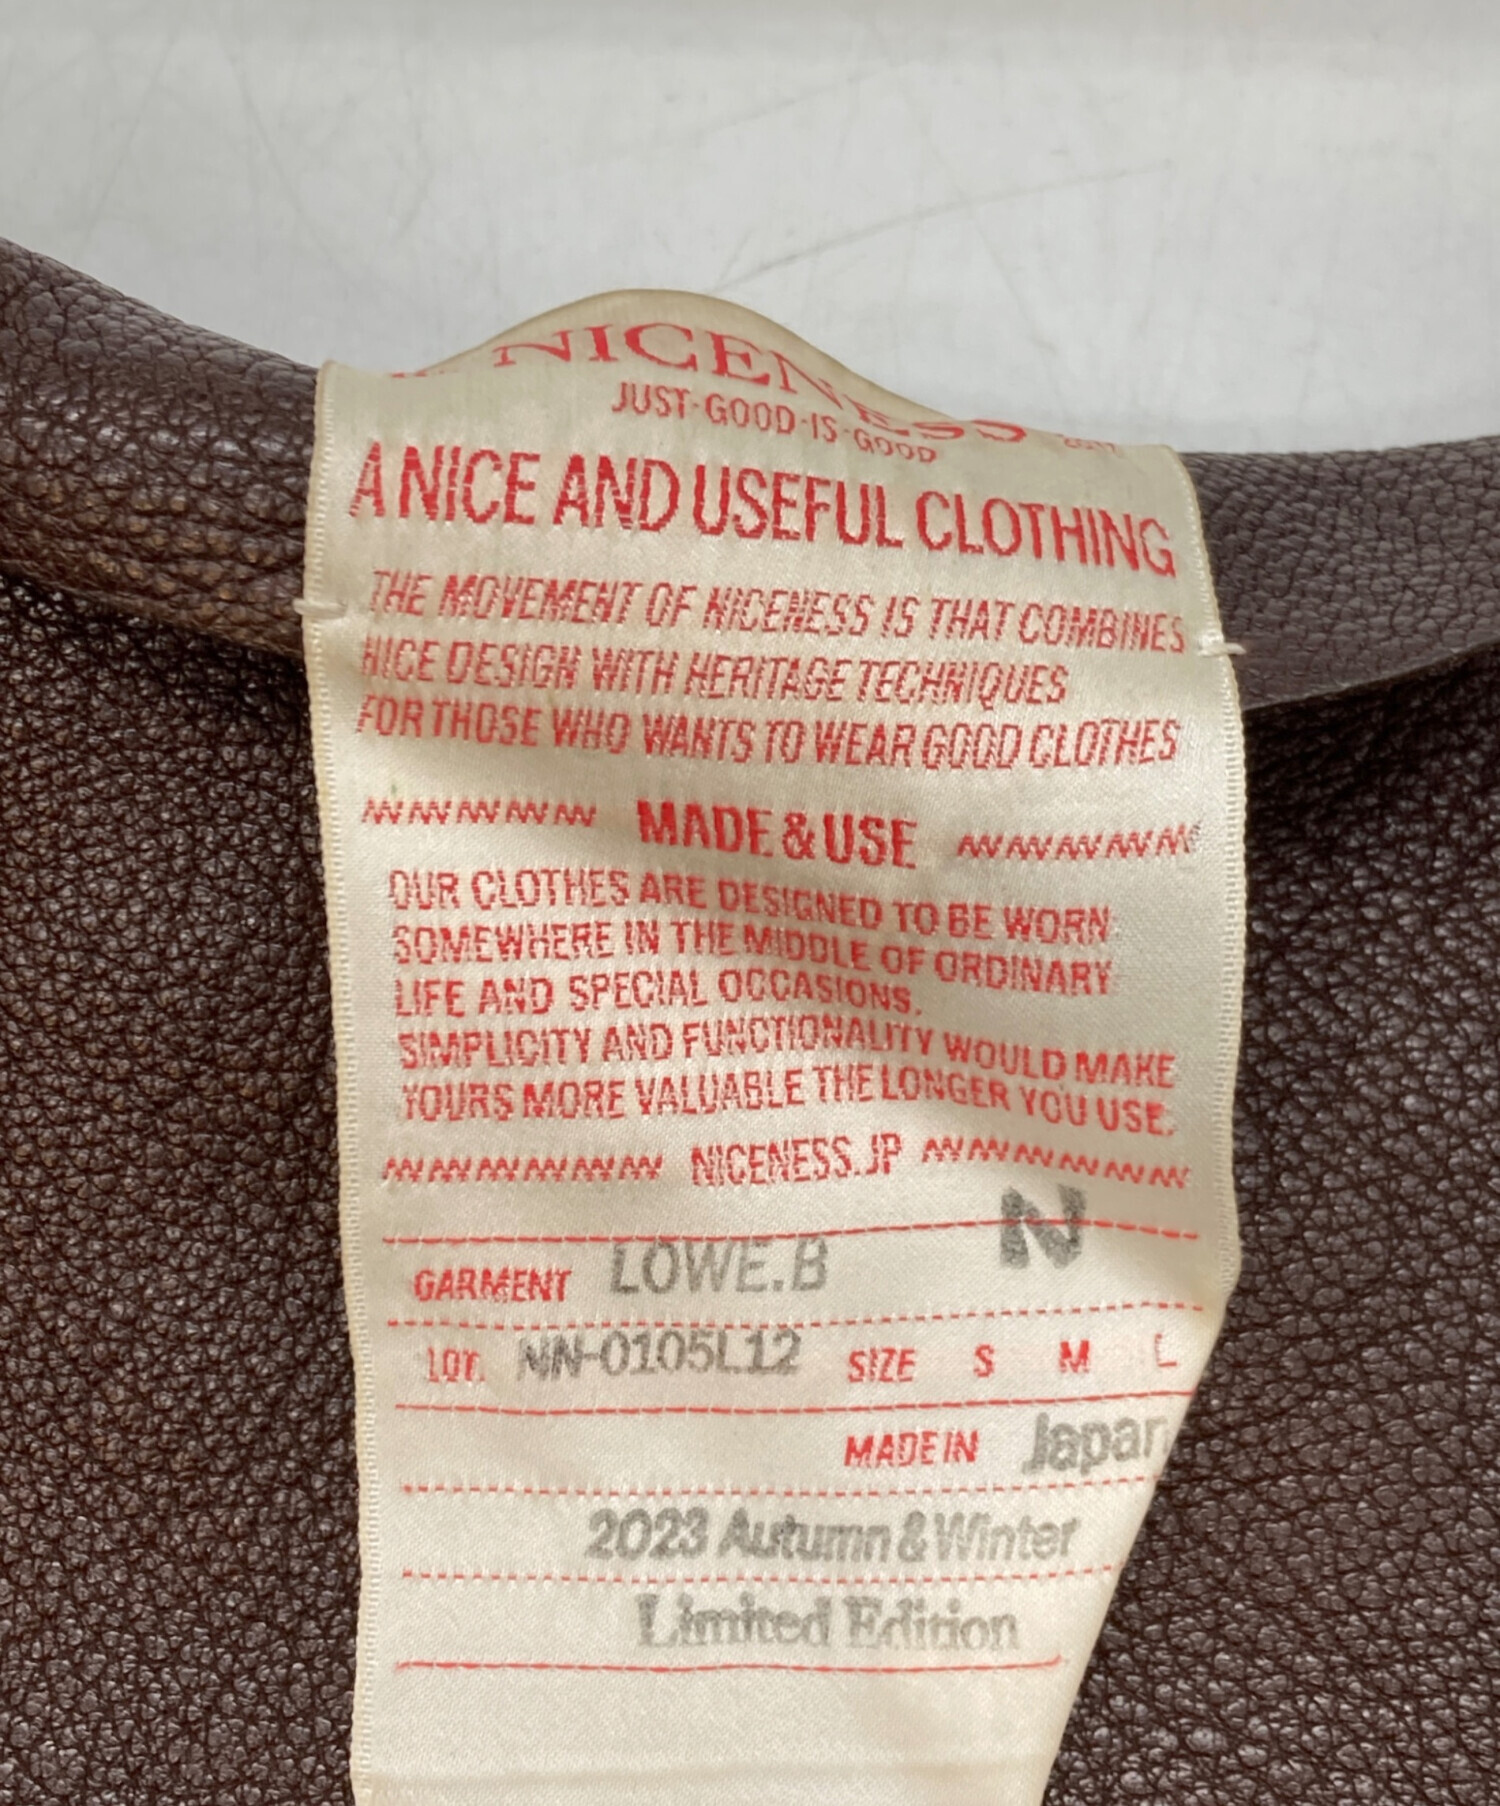 NICENESS
JUST-GOOD-IS-GOOD
A NICE AND USEFUL CLOTHING
THE MOVEMENT OF NICENESS IS THAT COMBINES
NICE DESIGN WITH HERITAGE TECHNIQUES
FOR THOSE WHO WANTS TO WEAR GOOD CLOTHES
MADE & USE
OUR CLOTHES ARE DESIGNED TO BE WORN
SOMEWHERE IN THE MIDDLE OF ORDINARY
LIFE AND SPECIAL OCCASIONS.
SIMPLICITY AND FUNCTIONALITY WOULD MAKE
YOURS MORE VALUABLE THE LONGER YOU USE.
NICENESS.JP
N
GARMENT LOWE.B
LOT. NN-0105L12 SIZE S M L
MADE IN Japan
2023 Autumn & Winter
Limited Edition